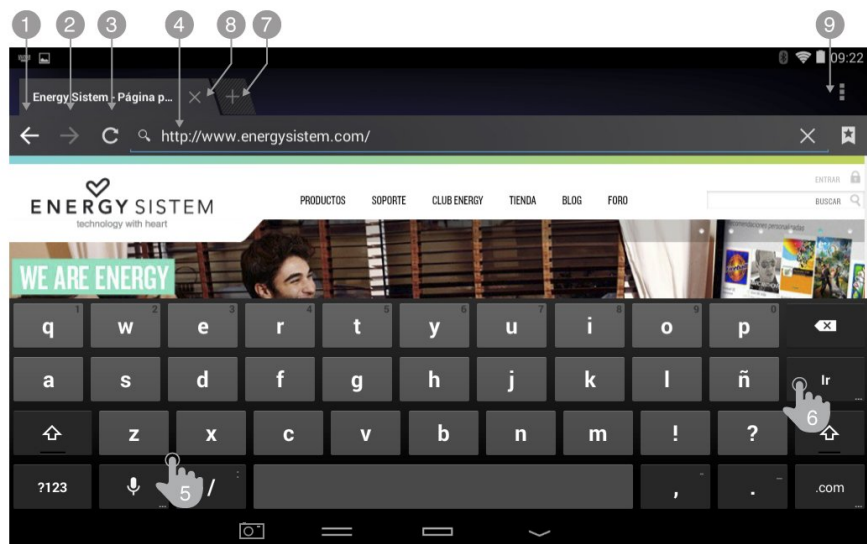 1 2 3 4 8 7 9
09:22
Energy Sistem - Página p...
http://www.energysistem.com/
ENTRAR
ENERGY SISTEM
technology with heart
PRODUCTOS SOPORTE CLUB ENERGY TIENDA BLOG FORO
BUSCAR
recomendaciones personalizadas
WE ARE ENERGY
1 2 3 4 5 6 7 8 9 0
q w e r t y u i o p
a s d f g h j k l ñ Ir
...
6
z x c v b n m ! ?
?123 5 / : , - . _ .com
... ...